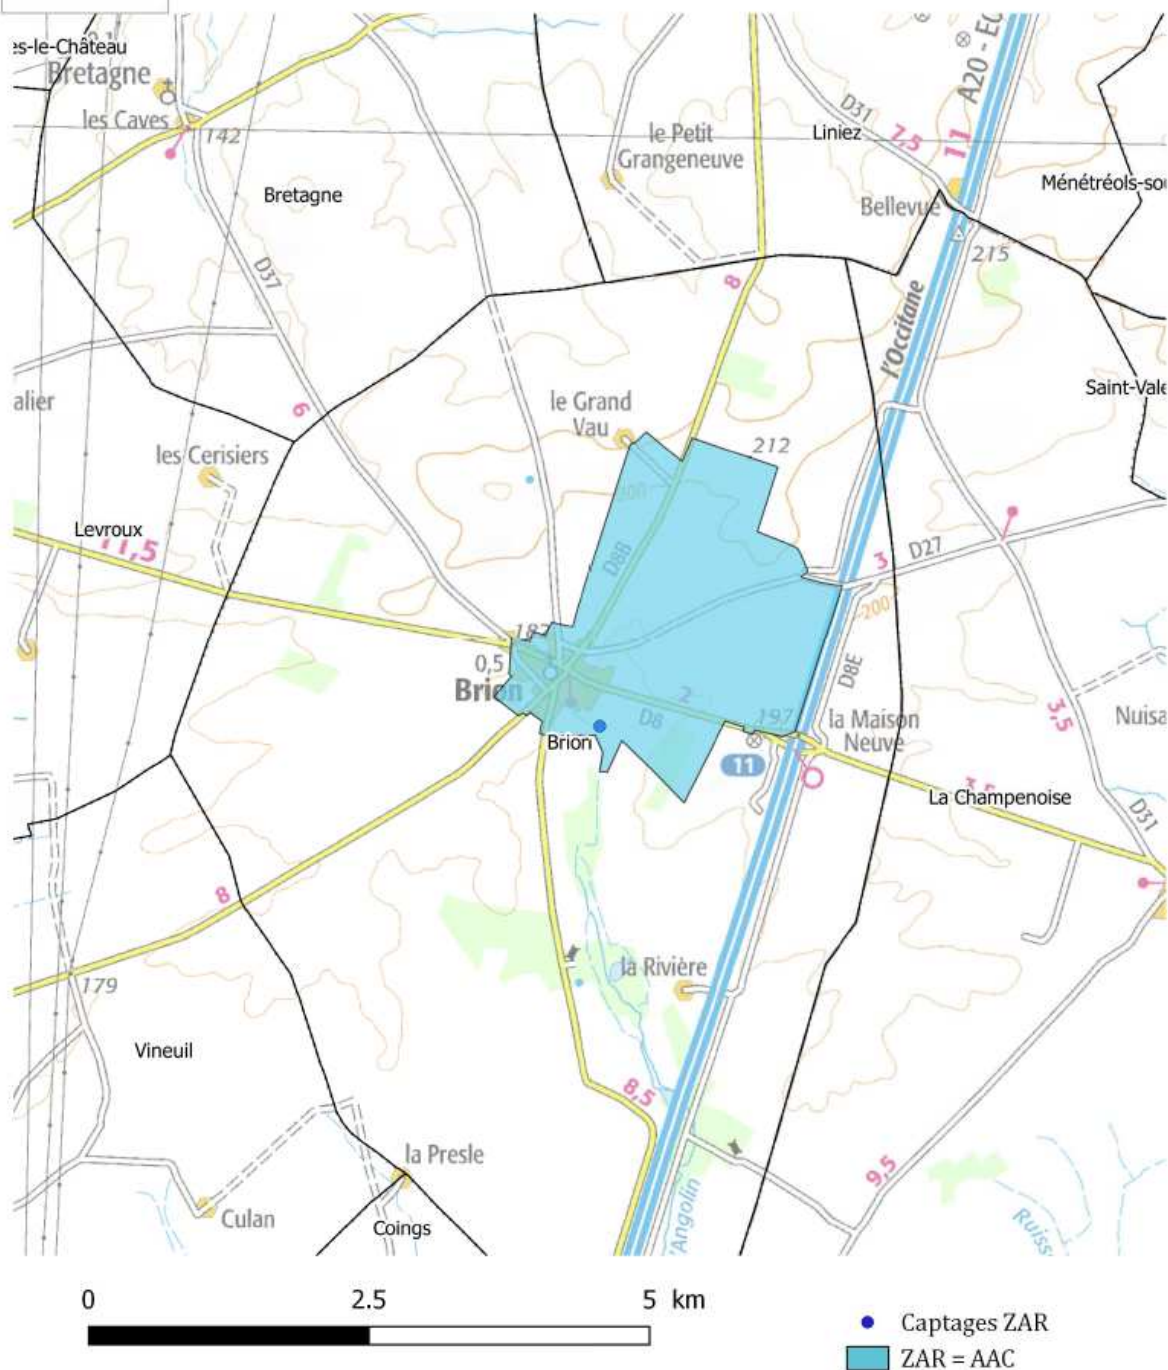 es-le-Château
Bretagne
les Caves
142
Bretagne
D37
6
le Petit
Grangeneuve
D31
Liniez
7,5
11
A20 - E0
Ménétréols-sou
Bellevue
215
8
l'Occitane
Saint-Vale
alier
les Cerisiers
le Grand
Vau
212
200
Levroux
11,5
D8B
3
D27
200
187
0,5
Brion
2
D8
197
D8E
la Maison
Neuve
3,5
Nuisa
Brion
11
La Champenoise
D31
8
179
la Rivière
Vineuil
8,5
la Presle
9,5
Culan
Coings
l'Angolin
Ruiss
0
2.5
5 km
Captages ZAR
ZAR = AAC